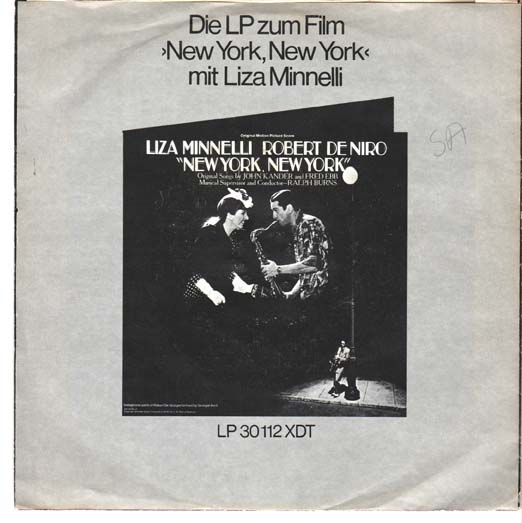 Die LP zum Film
›New York, New York‹
mit Liza Minnelli
SA
Original Motion Picture Score
LIZA MINNELLI ROBERT DE NIRO
"NEW YORK, NEW YORK"
Original Songs by JOHN KANDER and FRED EBB
Musical Supervisor and Conductor—RALPH BURNS
LP 30 112 XDT